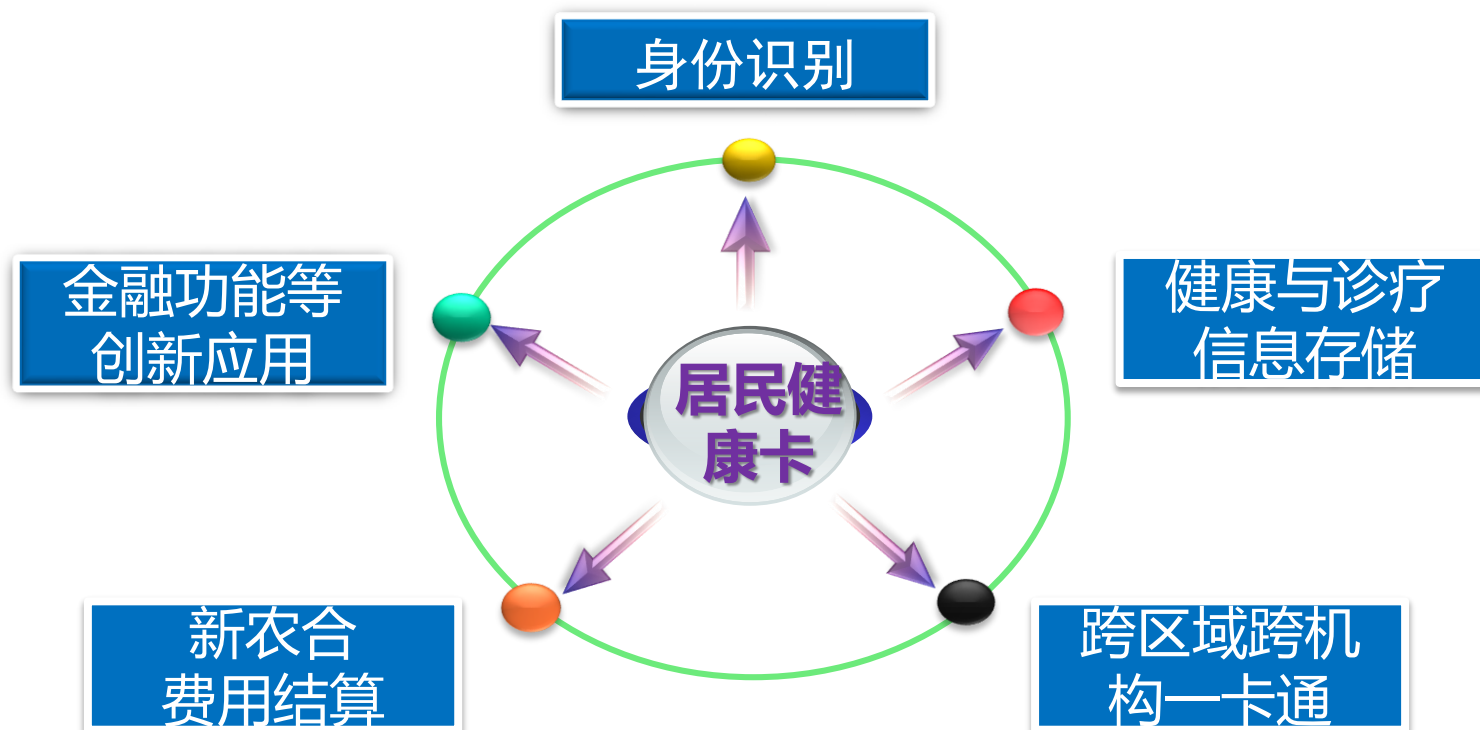 身份识别
金融功能等
创新应用
健康与诊疗
信息存储
居民健
康卡
新农合
费用结算
跨区域跨机
构一卡通